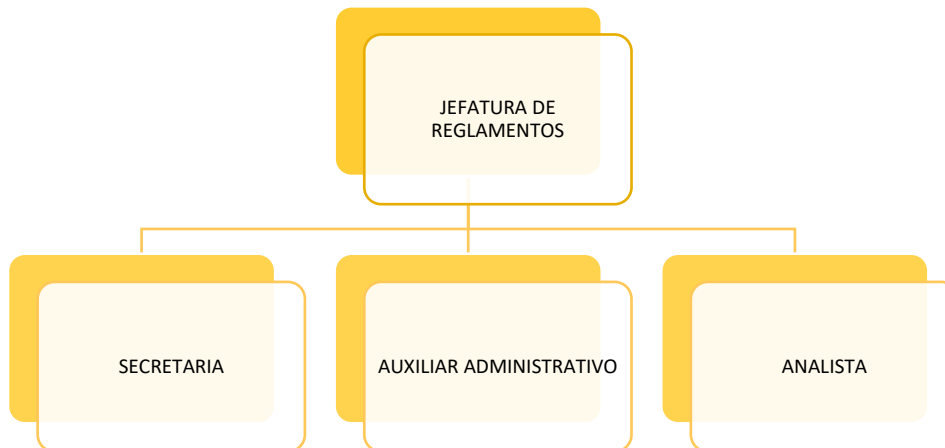 JEFATURA DE
REGLAMENTOS
SECRETARIA
AUXILIAR ADMINISTRATIVO
ANALISTA